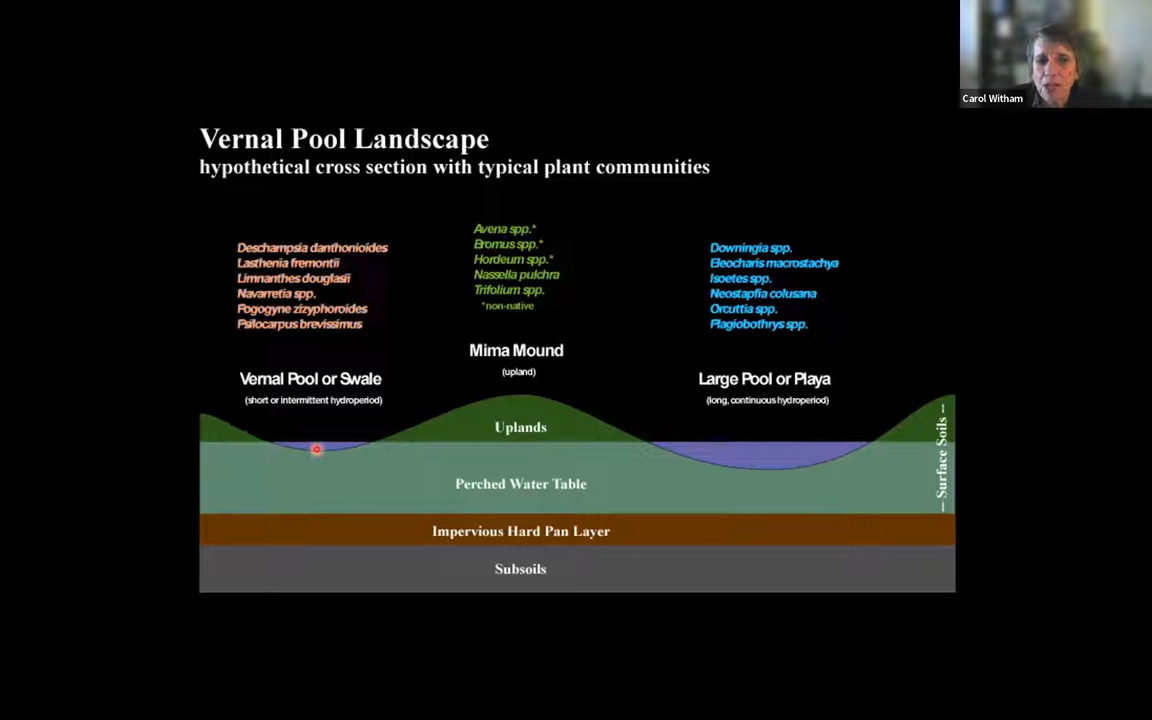 Carol Witham
Vernal Pool Landscape
hypothetical cross section with typical plant communities
Deschampsia danthonioides
Lasthenia fremontii
Limnanthes douglasii
Navarretia spp.
Pogogyne zizyphoroides
Psilocarpus brevissimus
Avena spp.*
Bromus spp.*
Hordeum spp.*
Nassella pulchra
Trifolium spp.
*non-native
Downingia spp.
Eleocharis macrostachya
Isoetes spp.
Neostapfia colusana
Orcuttia spp.
Plagiobothrys spp.
Mima Mound
(upland)
Vernal Pool or Swale
(short or intermittent hydroperiod)
Large Pool or Playa
(long, continuous hydroperiod)
Uplands
Perched Water Table
Impervious Hard Pan Layer
Subsoils
— Surface Soils —